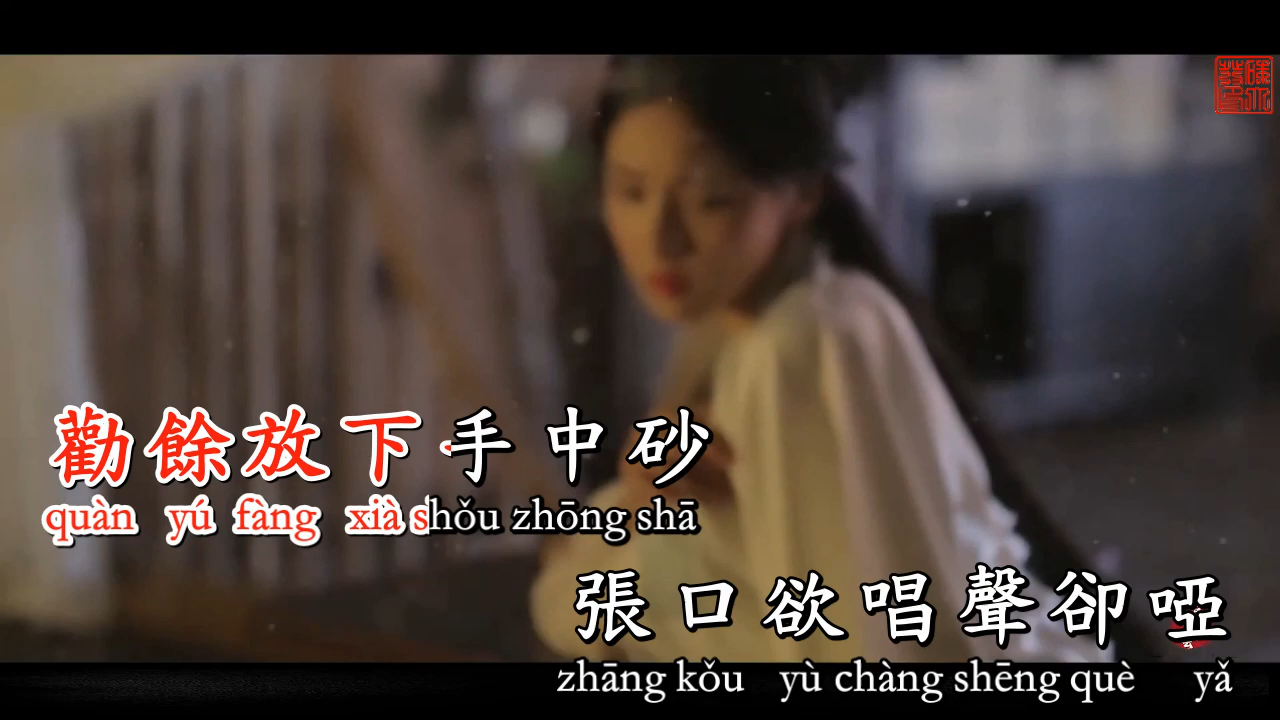 勸餘放下手中砂
quàn yú fàng xià shǒu zhōng shā
張口欲唱聲卻啞
zhāng kǒu yù chàng shēng què yǎ